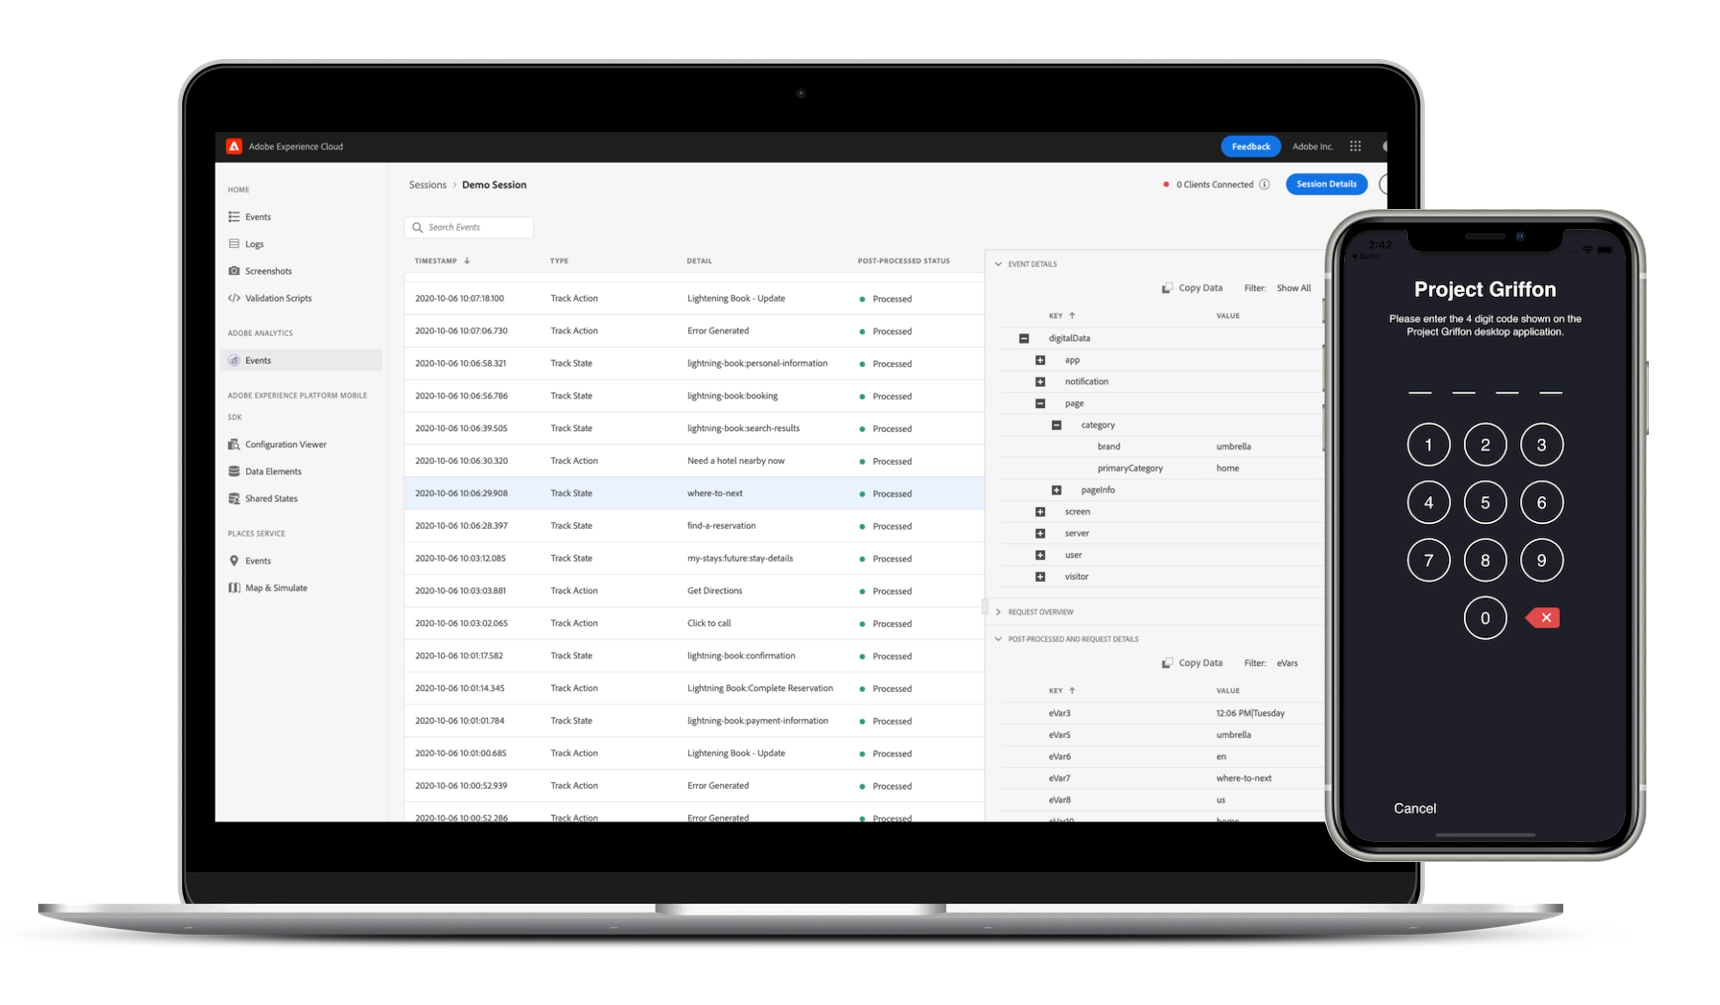 Adobe Experience Cloud
Feedback
Adobe Inc.
HOME
Events
Logs
Screenshots
Validation Scripts
ADOBE ANALYTICS
Events
ADOBE EXPERIENCE PLATFORM MOBILE
SDK
Configuration Viewer
Data Elements
Shared States
PLACES SERVICE
Events
Map & Simulate
Sessions > Demo Session
0 Clients Connected
Session Details
Search Events
TIMESTAMP ↓ TYPE DETAIL POST-PROCESSED STATUS
2020-10-06 10:07:18.100 Track Action Lightening Book - Update Processed
2020-10-06 10:07:06.730 Track Action Error Generated Processed
2020-10-06 10:06:58.321 Track State lightning-book:personal-information Processed
2020-10-06 10:06:56.786 Track State lightning-book:booking Processed
2020-10-06 10:06:39.505 Track State lightning-book:search-results Processed
2020-10-06 10:06:30.320 Track Action Need a hotel nearby now Processed
2020-10-06 10:06:29.908 Track State where-to-next Processed
2020-10-06 10:06:28.397 Track State find-a-reservation Processed
2020-10-06 10:03:12.085 Track State my-stays:future:stay-details Processed
2020-10-06 10:03:03.881 Track Action Get Directions Processed
2020-10-06 10:03:02.065 Track Action Click to call Processed
2020-10-06 10:01:17.582 Track State lightning-book:confirmation Processed
2020-10-06 10:01:14.345 Track Action Lightning Book:Complete Reservation Processed
2020-10-06 10:01:01.784 Track State lightning-book:payment-information Processed
2020-10-06 10:01:00.685 Track Action Lightening Book - Update Processed
2020-10-06 10:00:52.939 Track Action Error Generated Processed
2020-10-06 10:00:52.286 Track Action Error Generated Processed
EVENT DETAILS
Copy Data Filter: Show All
KEY ↑ VALUE
digitalData
app
notification
page
category
brand umbrella
primaryCategory home
pageInfo
screen
server
user
visitor
REQUEST OVERVIEW
POST-PROCESSED AND REQUEST DETAILS
Copy Data Filter: eVars
KEY ↑ VALUE
eVar3 12:06 PM|Tuesday
eVar5 umbrella
eVar6 en
eVar7 where-to-next
eVar8 us
eVar10 home
2:42
Safari
Project Griffon
Please enter the 4 digit code shown on the
Project Griffon desktop application.
1 2 3
4 5 6
7 8 9
0
Cancel